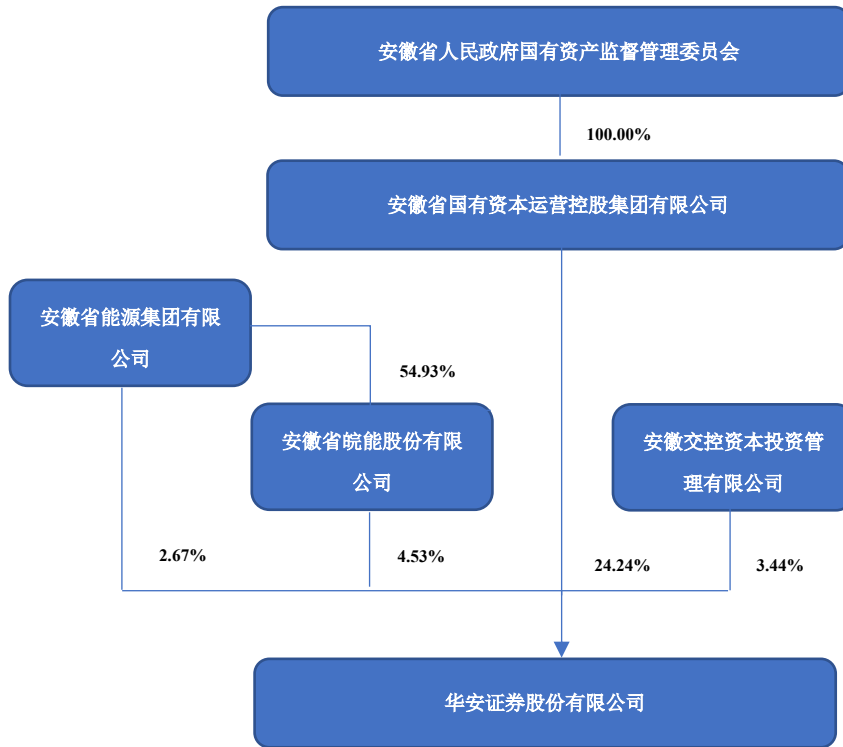 安徽省人民政府国有资产监督管理委员会
100.00%
安徽省国有资本运营控股集团有限公司
安徽省能源集团有限
公司
54.93%
安徽省皖能股份有限
公司
安徽交控资本投资管
理有限公司
2.67%
4.53%
24.24%
3.44%
华安证券股份有限公司